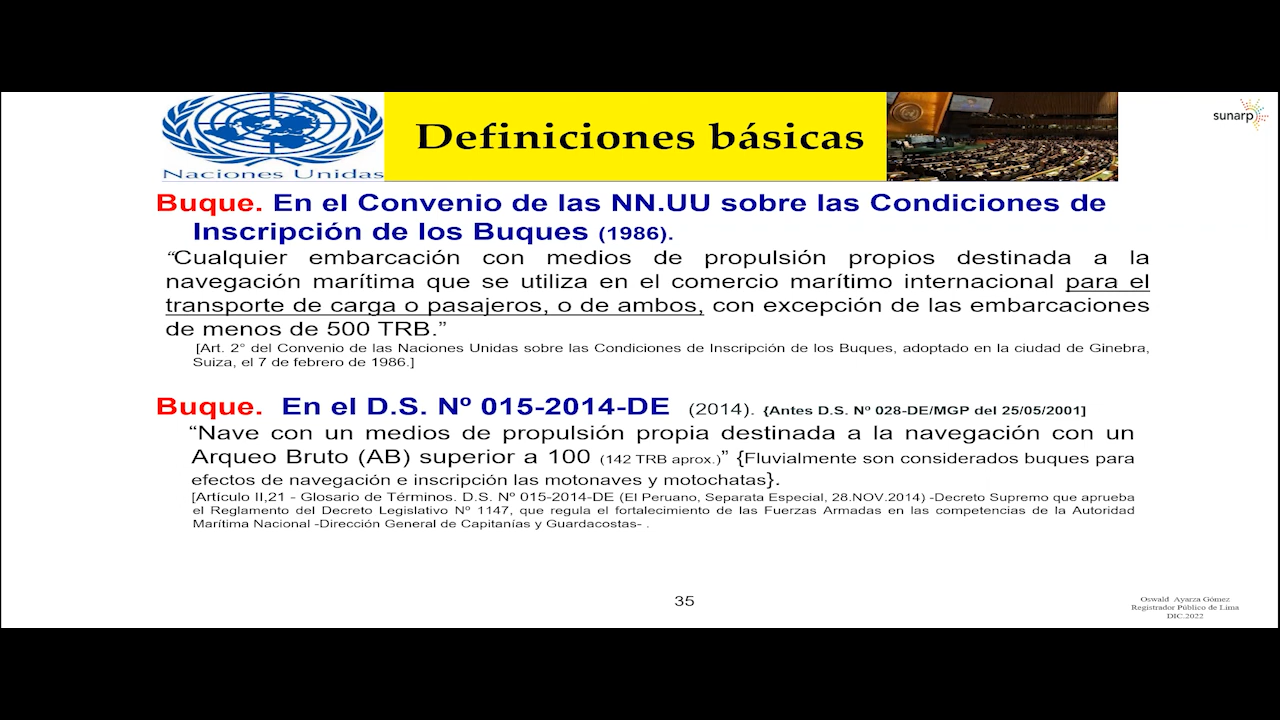 Naciones Unidas
Definiciones básicas
sunarp
Buque. En el Convenio de las NN.UU sobre las Condiciones de
Inscripción de los Buques (1986).
“Cualquier embarcación con medios de propulsión propios destinada a la
navegación marítima que se utiliza en el comercio marítimo internacional para el
transporte de carga o pasajeros, o de ambos, con excepción de las embarcaciones
de menos de 500 TRB.”
[Art. 2° del Convenio de las Naciones Unidas sobre las Condiciones de Inscripción de los Buques, adoptado en la ciudad de Ginebra,
Suiza, el 7 de febrero de 1986.]
Buque. En el D.S. Nº 015-2014-DE (2014). {Antes D.S. Nº 028-DE/MGP del 25/05/2001]
“Nave con un medios de propulsión propia destinada a la navegación con un
Arqueo Bruto (AB) superior a 100 (142 TRB aprox.)” {Fluvialmente son considerados buques para
efectos de navegación e inscripción las motonaves y motochatas}.
[Artículo II,21 – Glosario de Términos. D.S. Nº 015-2014-DE (El Peruano, Separata Especial, 28.NOV.2014) -Decreto Supremo que aprueba
el Reglamento del Decreto Legislativo Nº 1147, que regula el fortalecimiento de las Fuerzas Armadas en las competencias de la Autoridad
Marítima Nacional -Dirección General de Capitanías y Guardacostas- .
35
Oswald Ayarza Gómez
Registrador Público de Lima
DIC.2022